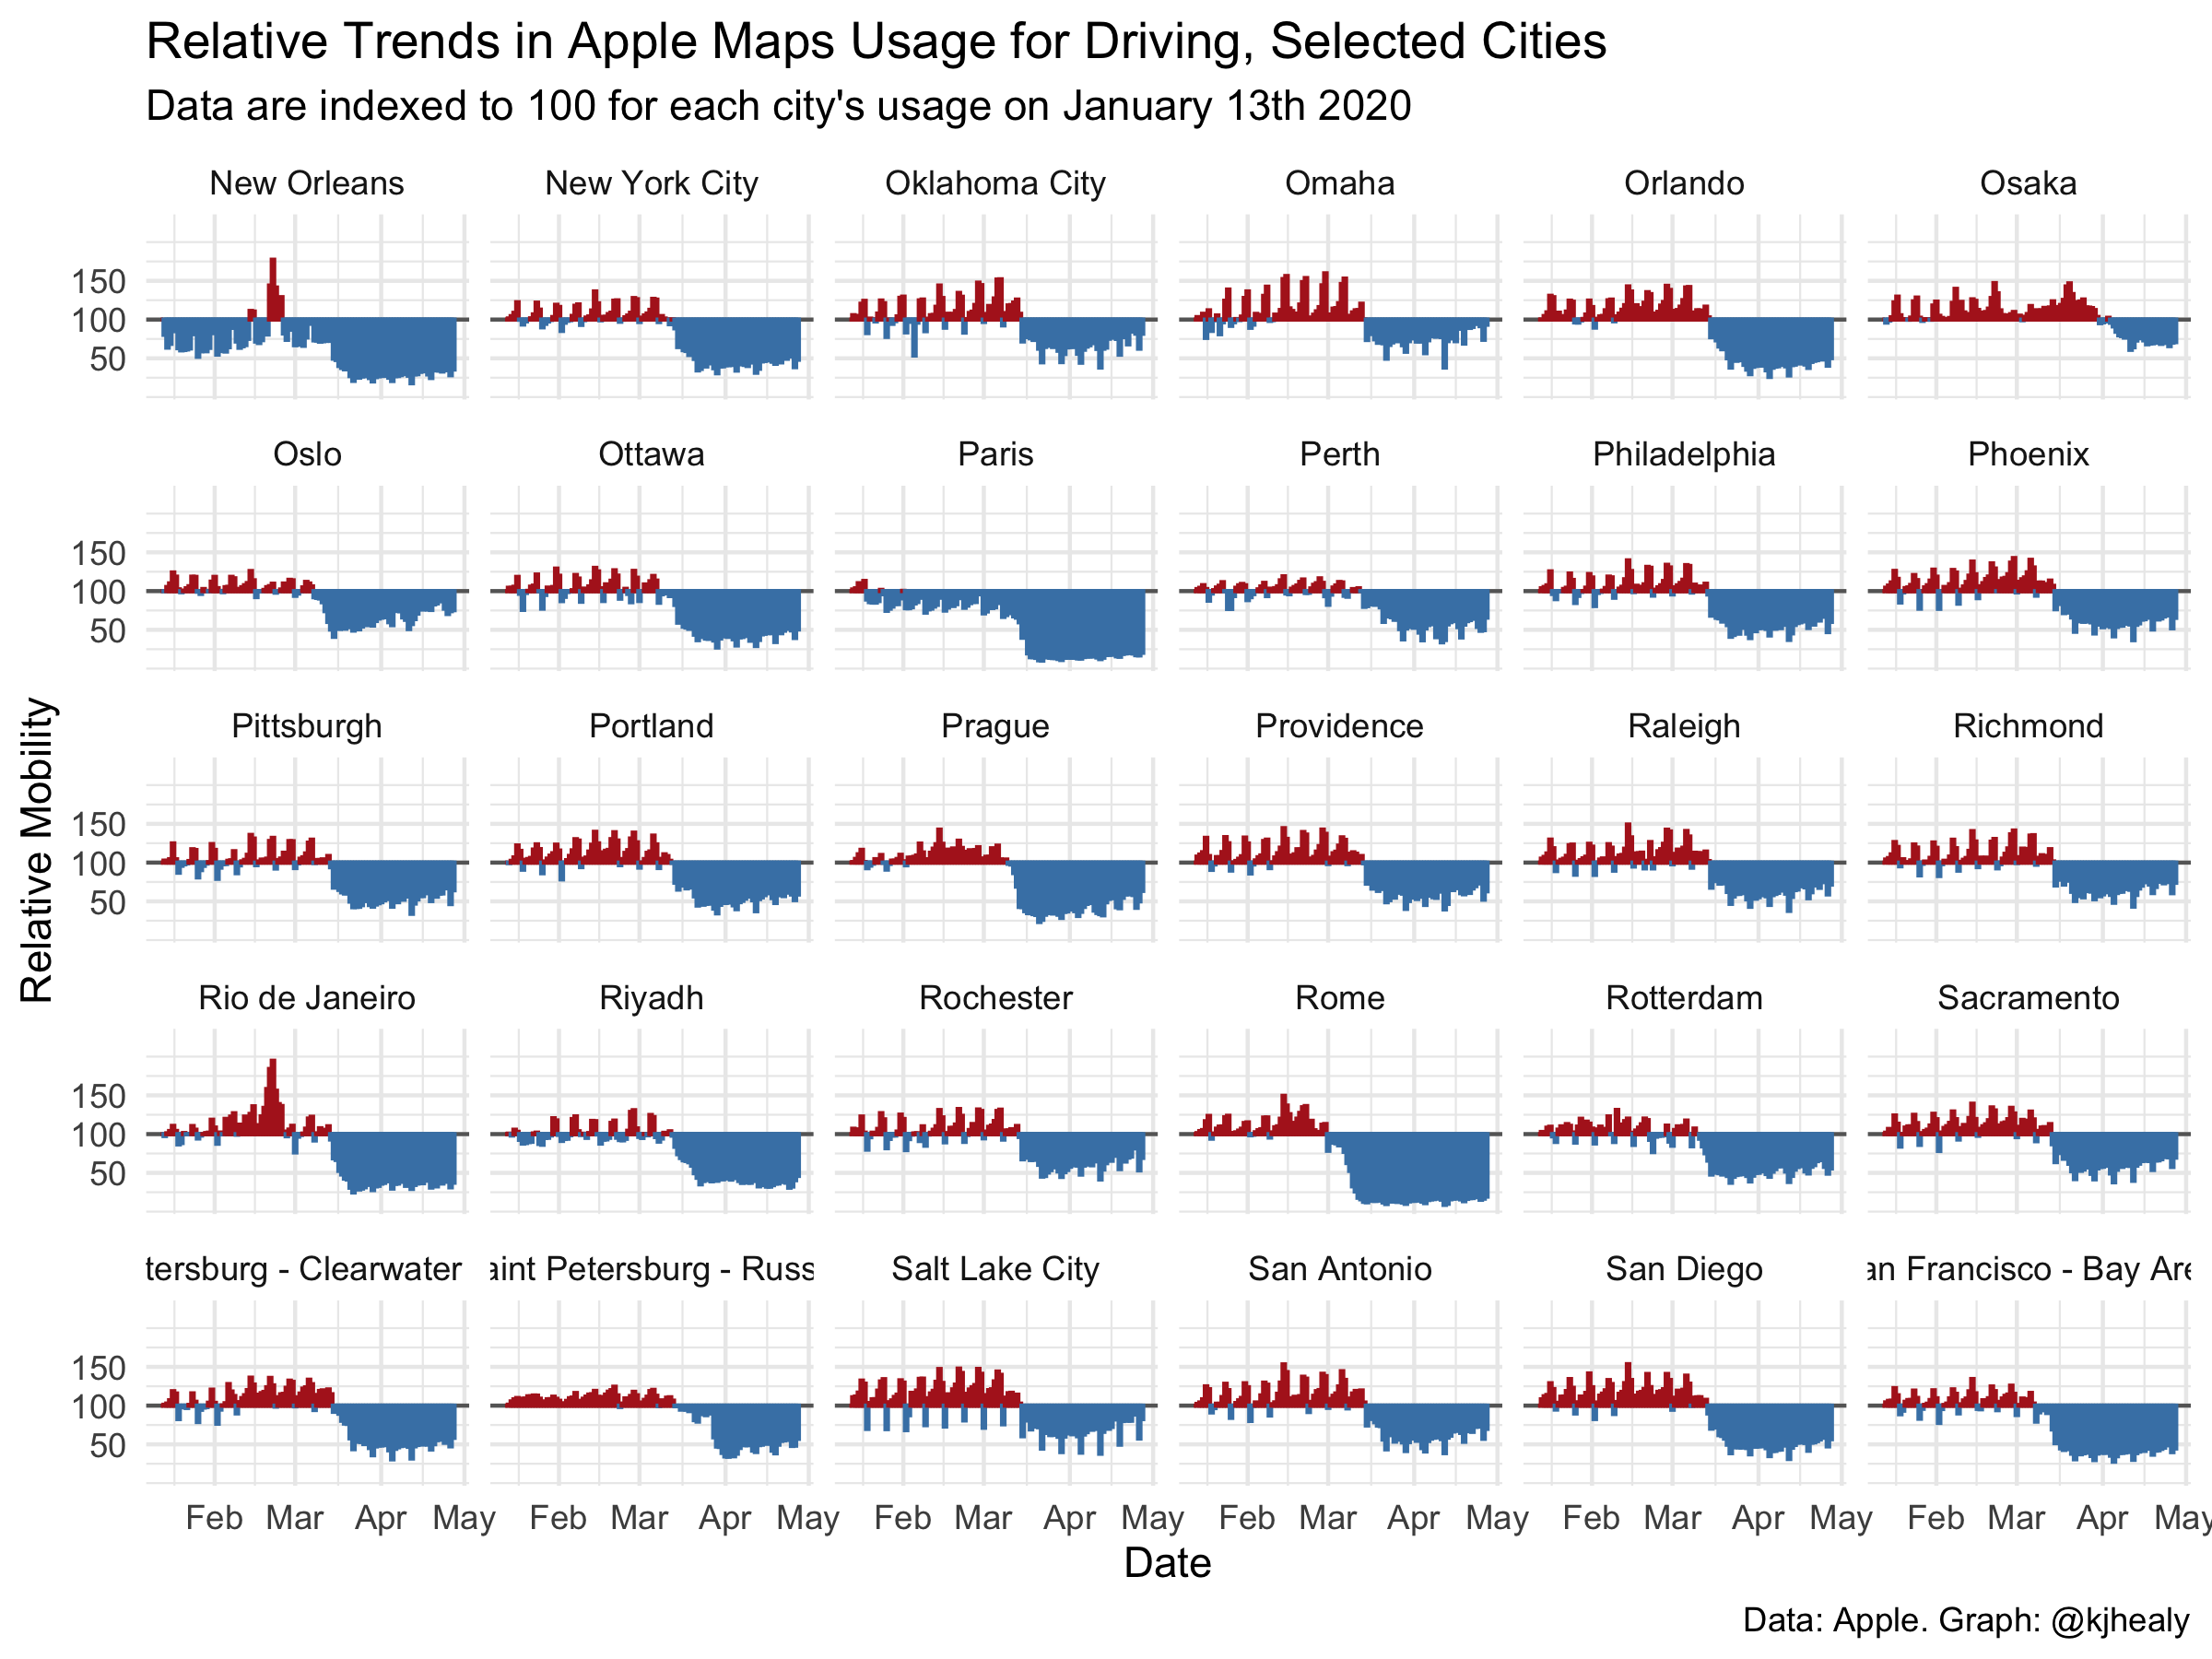 Relative Trends in Apple Maps Usage for Driving, Selected Cities
Data are indexed to 100 for each city's usage on January 13th 2020
New Orleans New York City Oklahoma City Omaha Orlando Osaka
150
100
50
Oslo Ottawa Paris Perth Philadelphia Phoenix
150
100
50
Pittsburgh Portland Prague Providence Raleigh Richmond
150
100
50
Relative Mobility
Rio de Janeiro Riyadh Rochester Rome Rotterdam Sacramento
150
100
50
tersburg - Clearwater aint Petersburg - Russ Salt Lake City San Antonio San Diego an Francisco - Bay Are
150
100
50
Feb Mar Apr May Feb Mar Apr May Feb Mar Apr May Feb Mar Apr May Feb Mar Apr May Feb Mar Apr May
Date
Data: Apple. Graph: @kjhealy